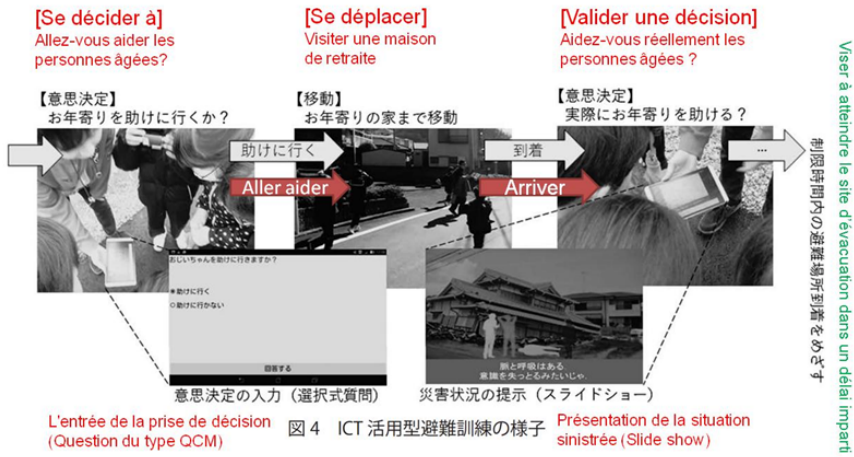 [Se décider à]
Allez-vous aider les
personnes âgées?
[Se déplacer]
Visiter une maison
de retraite
[Valider une décision]
Aidez-vous réellement les
personnes âgées ?
【意思決定】
お年寄りを助けに行くか？
【移動】
お年寄りの家まで移動
【意思決定】
実際にお年寄りを助ける？
助けに行く
到着
...
Aller aider
Arriver
おじいちゃんを助けに行きますか？
助けに行く
助けに行かない
回答する
脈と呼吸はある.
意識を失っとるみたいじゃ.
意思決定の入力（選択式質問）
災害状況の提示（スライドショー）
L'entrée de la prise de décision
(Question du type QCM)
図4 ICT活用型避難訓練の様子
Présentation de la situation
sinistrée (Slide show)
制限時間内の避難場所到着をめざす
Viser à atteindre le site d'évacuation dans un délai imparti